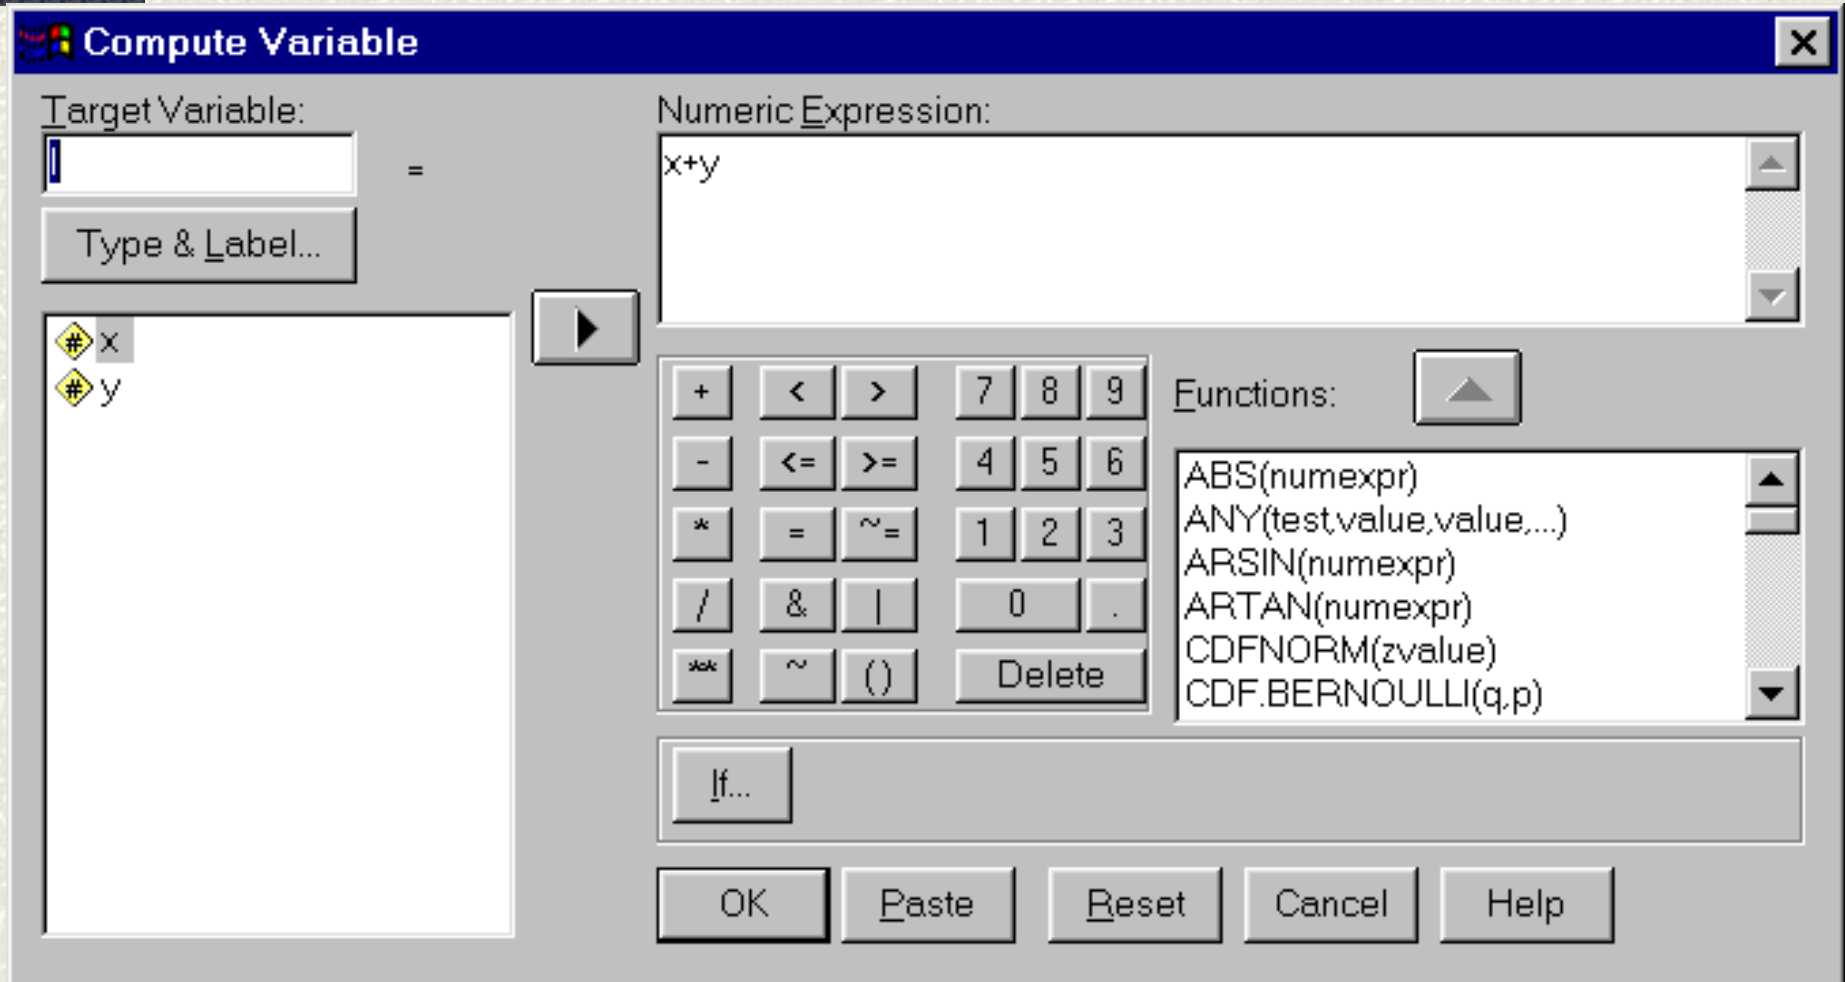 Compute Variable
Target Variable:
l
=
Type & Label...
# x
# y
Numeric Expression:
x+y
+ < > 7 8 9
- <= >= 4 5 6
* = ~= 1 2 3
/ & | 0 .
** ~ () Delete
Functions:
ABS(numexpr)
ANY(test,value,value,...)
ARSIN(numexpr)
ARTAN(numexpr)
CDFNORM(zvalue)
CDF.BERNOULLI(q,p)
If...
OK Paste Reset Cancel Help